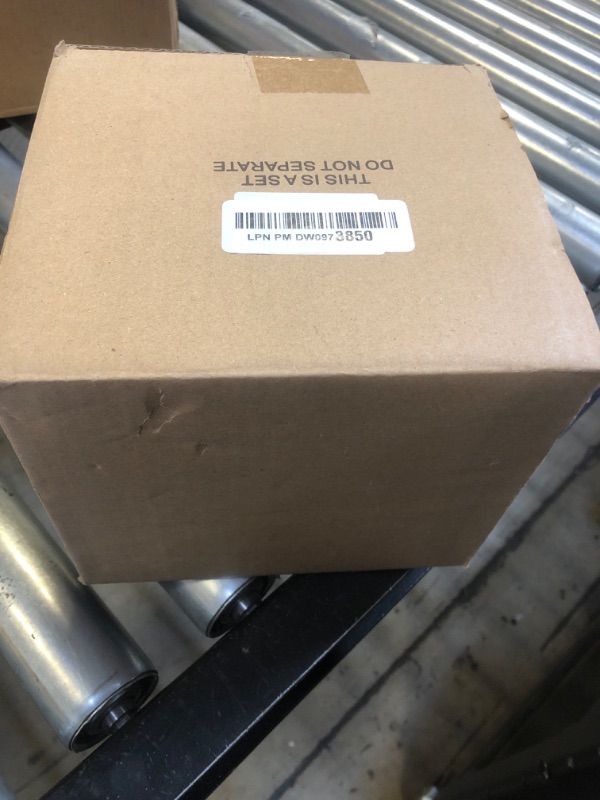 THIS IS A SET
DO NOT SEPARATE
LPN PM DW0973850